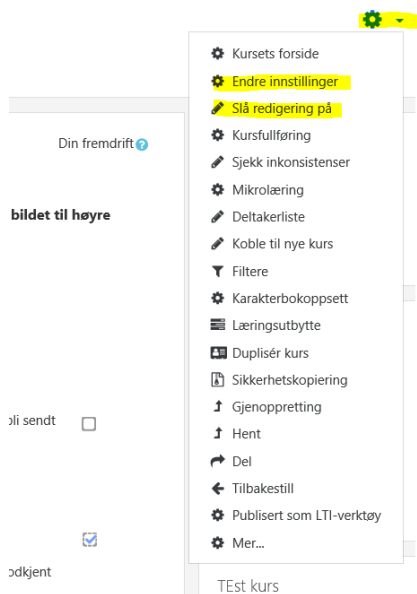 Kursets forside
Endre innstillinger
Slå redigering på
Din fremdrift
Kursfullføring
Sjekk inkonsistenser
Mikrolæring
bildet til høyre
Deltakerliste
Koble til nye kurs
Filtere
Karakterbokoppsett
Læringsutbytte
Duplisér kurs
Sikkerhetskopiering
Gjenoppretting
oli sendt
Hent
Del
Tilbakestill
Publisert som LTI-verktøy
Mer...
odkjent
TEst kurs